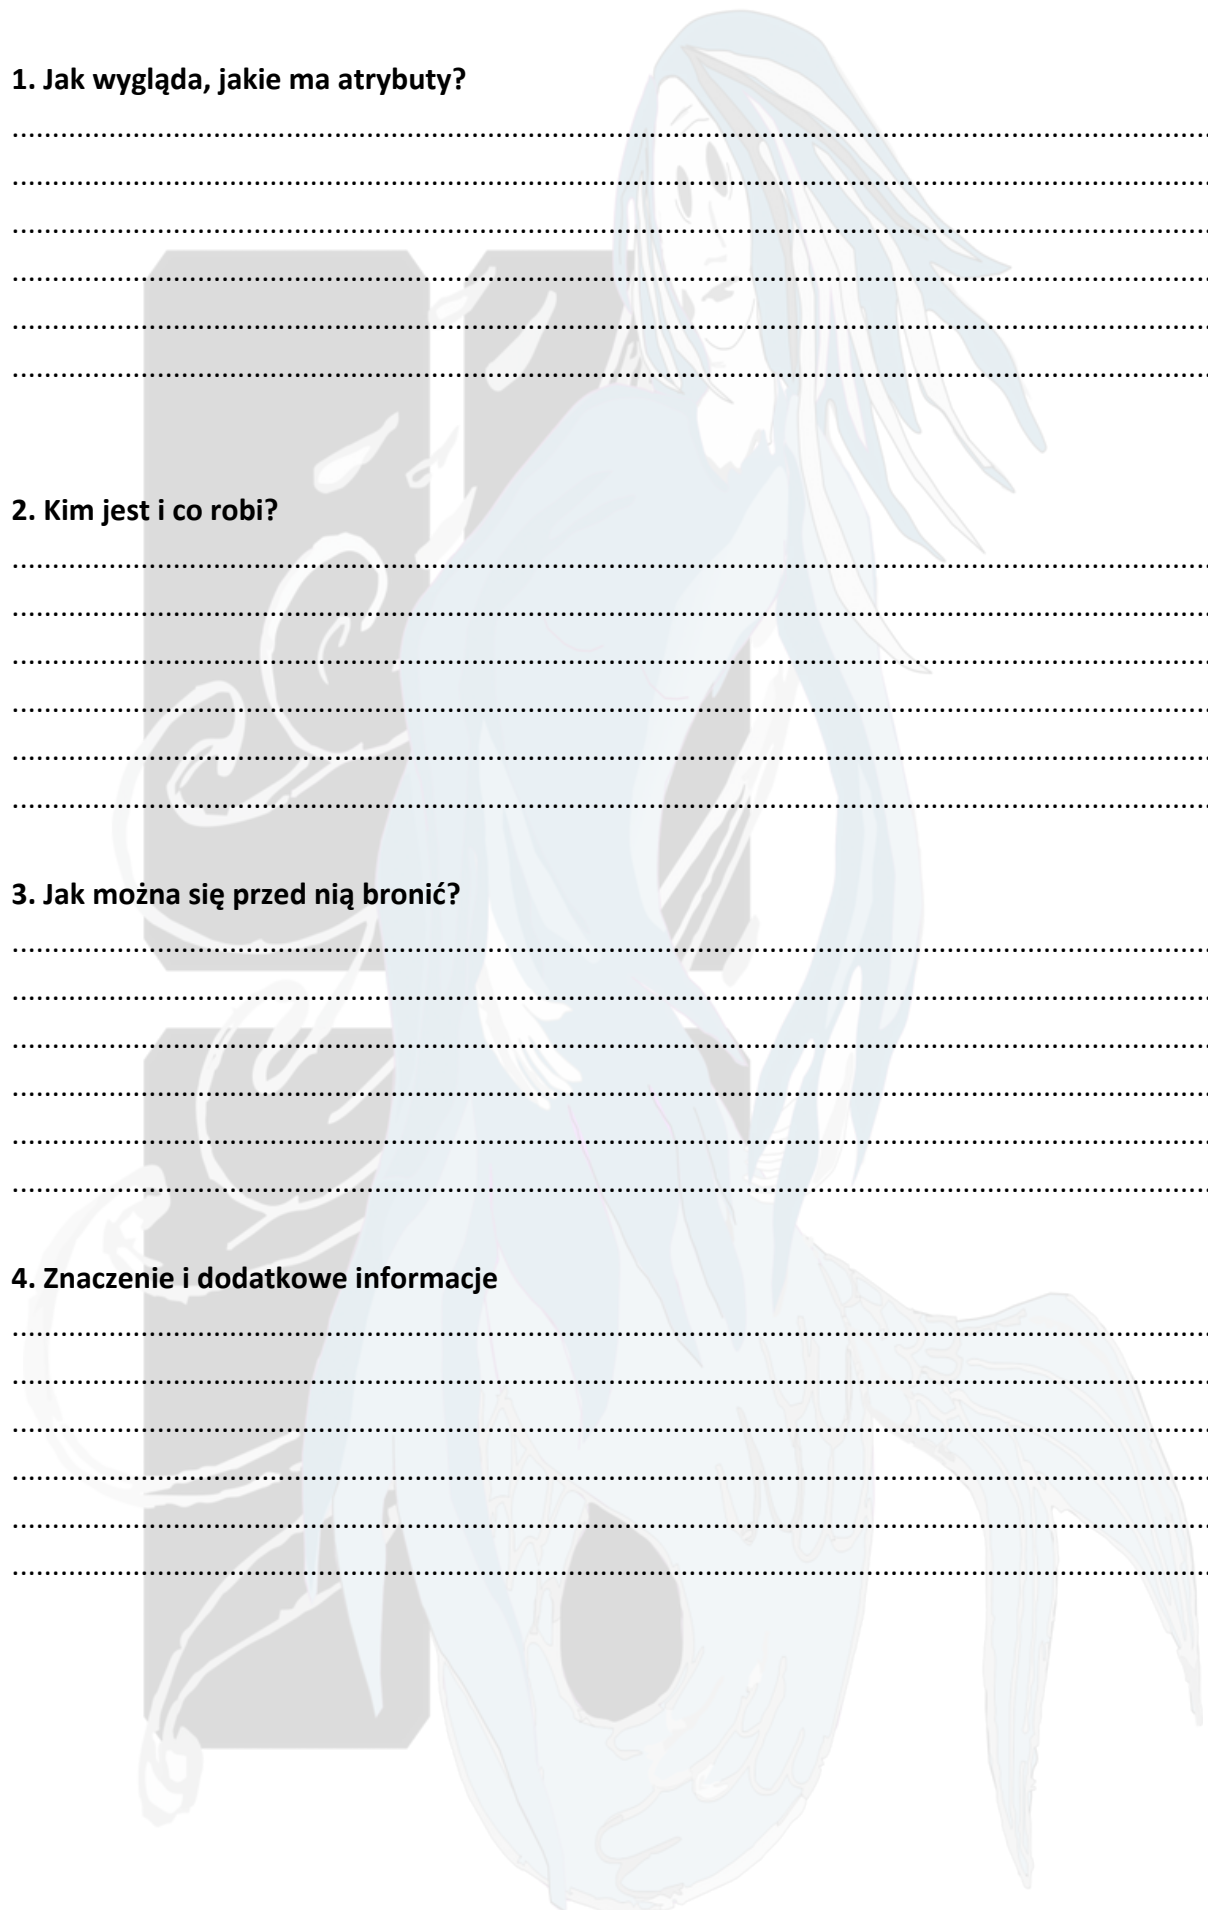 1. Jak wygląda, jakie ma atrybuty?
2. Kim jest i co robi?
3. Jak można się przed nią bronić?
4. Znaczenie i dodatkowe informacje